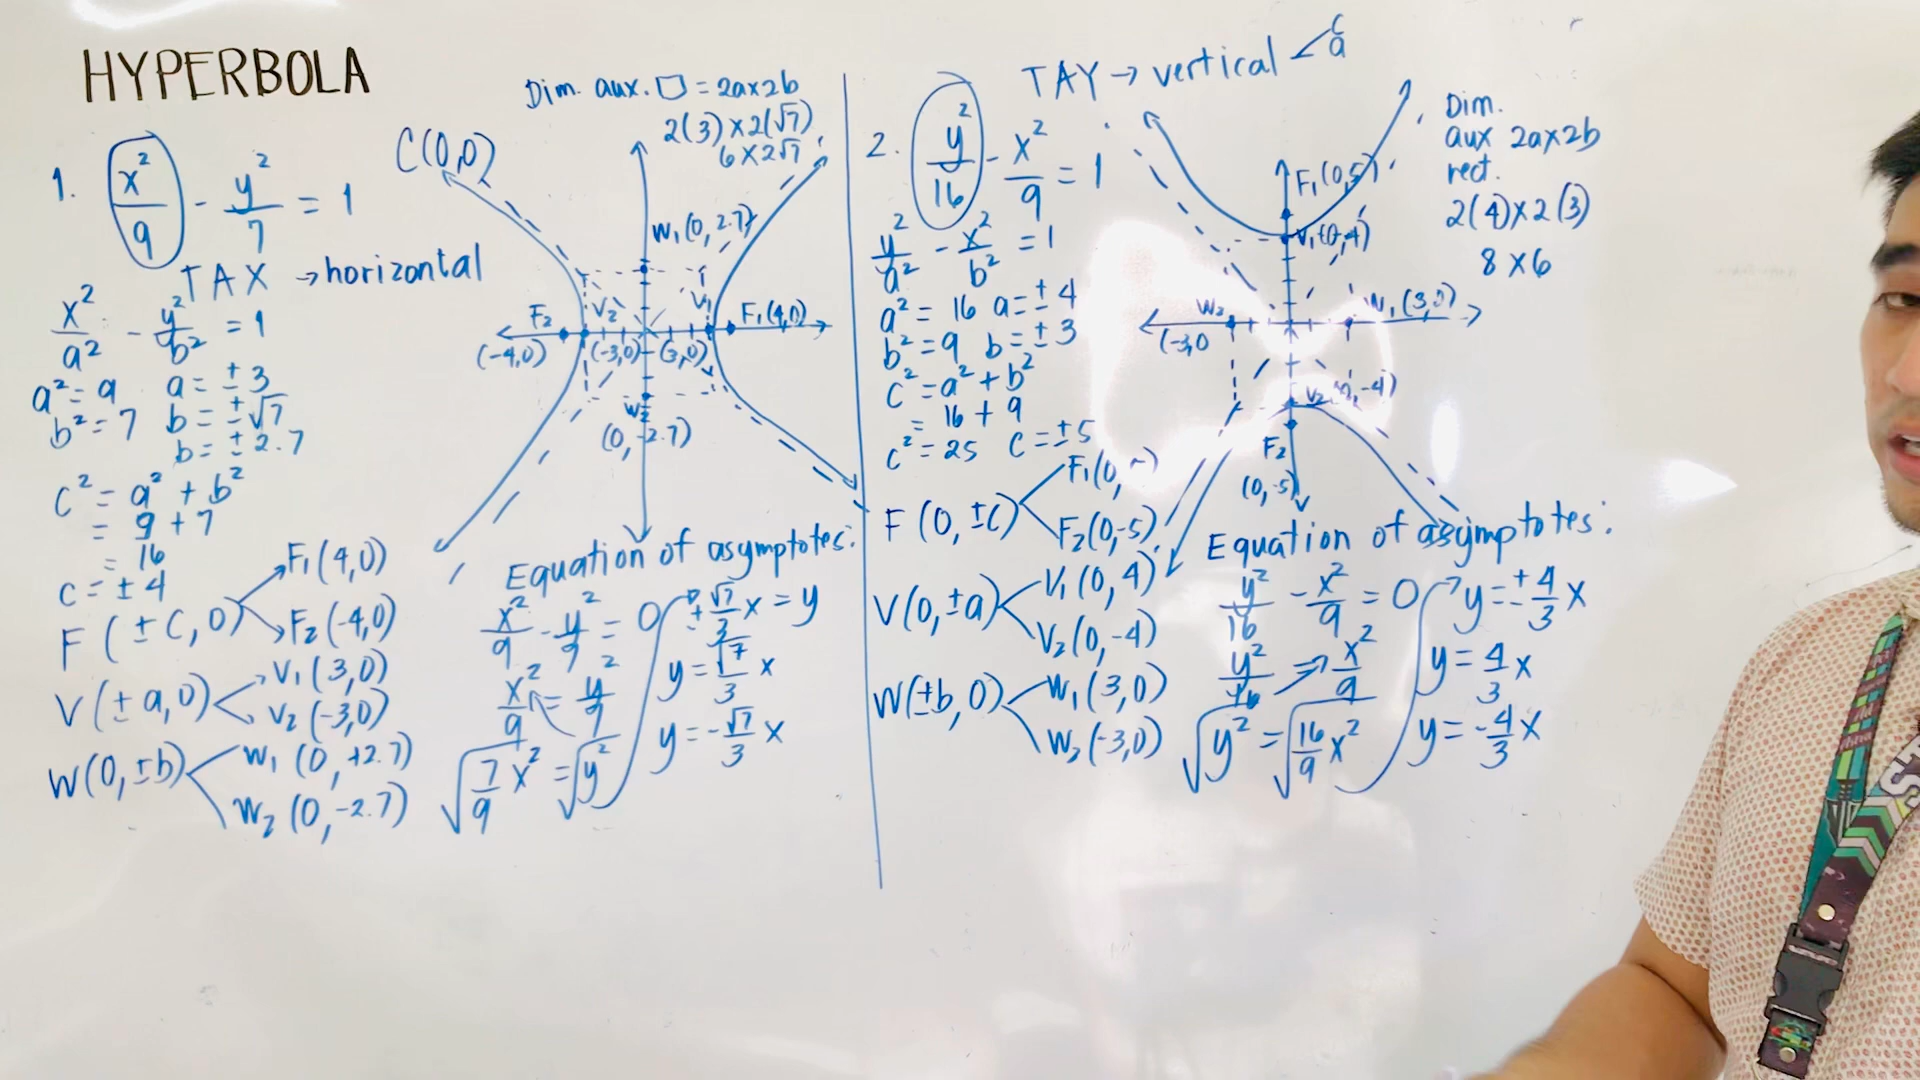 HYPERBOLA
1. x²/9 - y²/7 = 1
TAX → horizontal
x²/a² - y²/b² = 1
a² = 9 a = ± 3
b² = 7 b = ± √7
b = ± 2.7
c² = a² + b²
= 9 + 7
= 16
c = ± 4
F (± c, 0)
F₁ (4,0)
F₂ (-4,0)
V (± a, 0)
V₁ (3,0)
V₂ (-3,0)
W (0, ± b)
W₁ (0, +2.7)
W₂ (0, -2.7)
C(0,0)
Dim. aux. □ = 2a x 2b
2(3) x 2(√7)
6 x 2√7
W₁ (0, 2.7)
F₂
V₂
V₁
F₁ (4,0)
(-4,0)
(-3,0)
(3,0)
W₂
(0, -2.7)
Equation of asymptotes:
x²/9 - y²/7 = 0
x²/9 = y²/7
√7/9 x² = √y²
± √7/3 x = y
y = √7/3 x
y = -√7/3 x
2. y²/16 - x²/9 = 1
TAY → vertical < c a
y²/a² - x²/b² = 1
a² = 16 a = ± 4
b² = 9 b = ± 3
c² = a² + b²
= 16 + 9
c² = 25 c = ± 5
F (0, ± c)
F₁ (0,
F₂ (0,-5)
V (0, ± a)
V₁ (0, 4)
V₂ (0, -4)
W (± b, 0)
W₁ (3,0)
W₂ (-3,0)
Dim.
aux 2a x 2b
rect.
2(4) x 2(3)
8 x 6
F₁ (0,5)
V₁ (0,4)
W₂
W₁ (3,0)
(-3,0
V₂ (0,-4)
F₂
(0,-5)
Equation of asymptotes:
y²/16 - x²/9 = 0
y²/16 = x²/9
√y² = √16/9 x²
y = ± 4/3 x
y = 4/3 x
y = -4/3 x